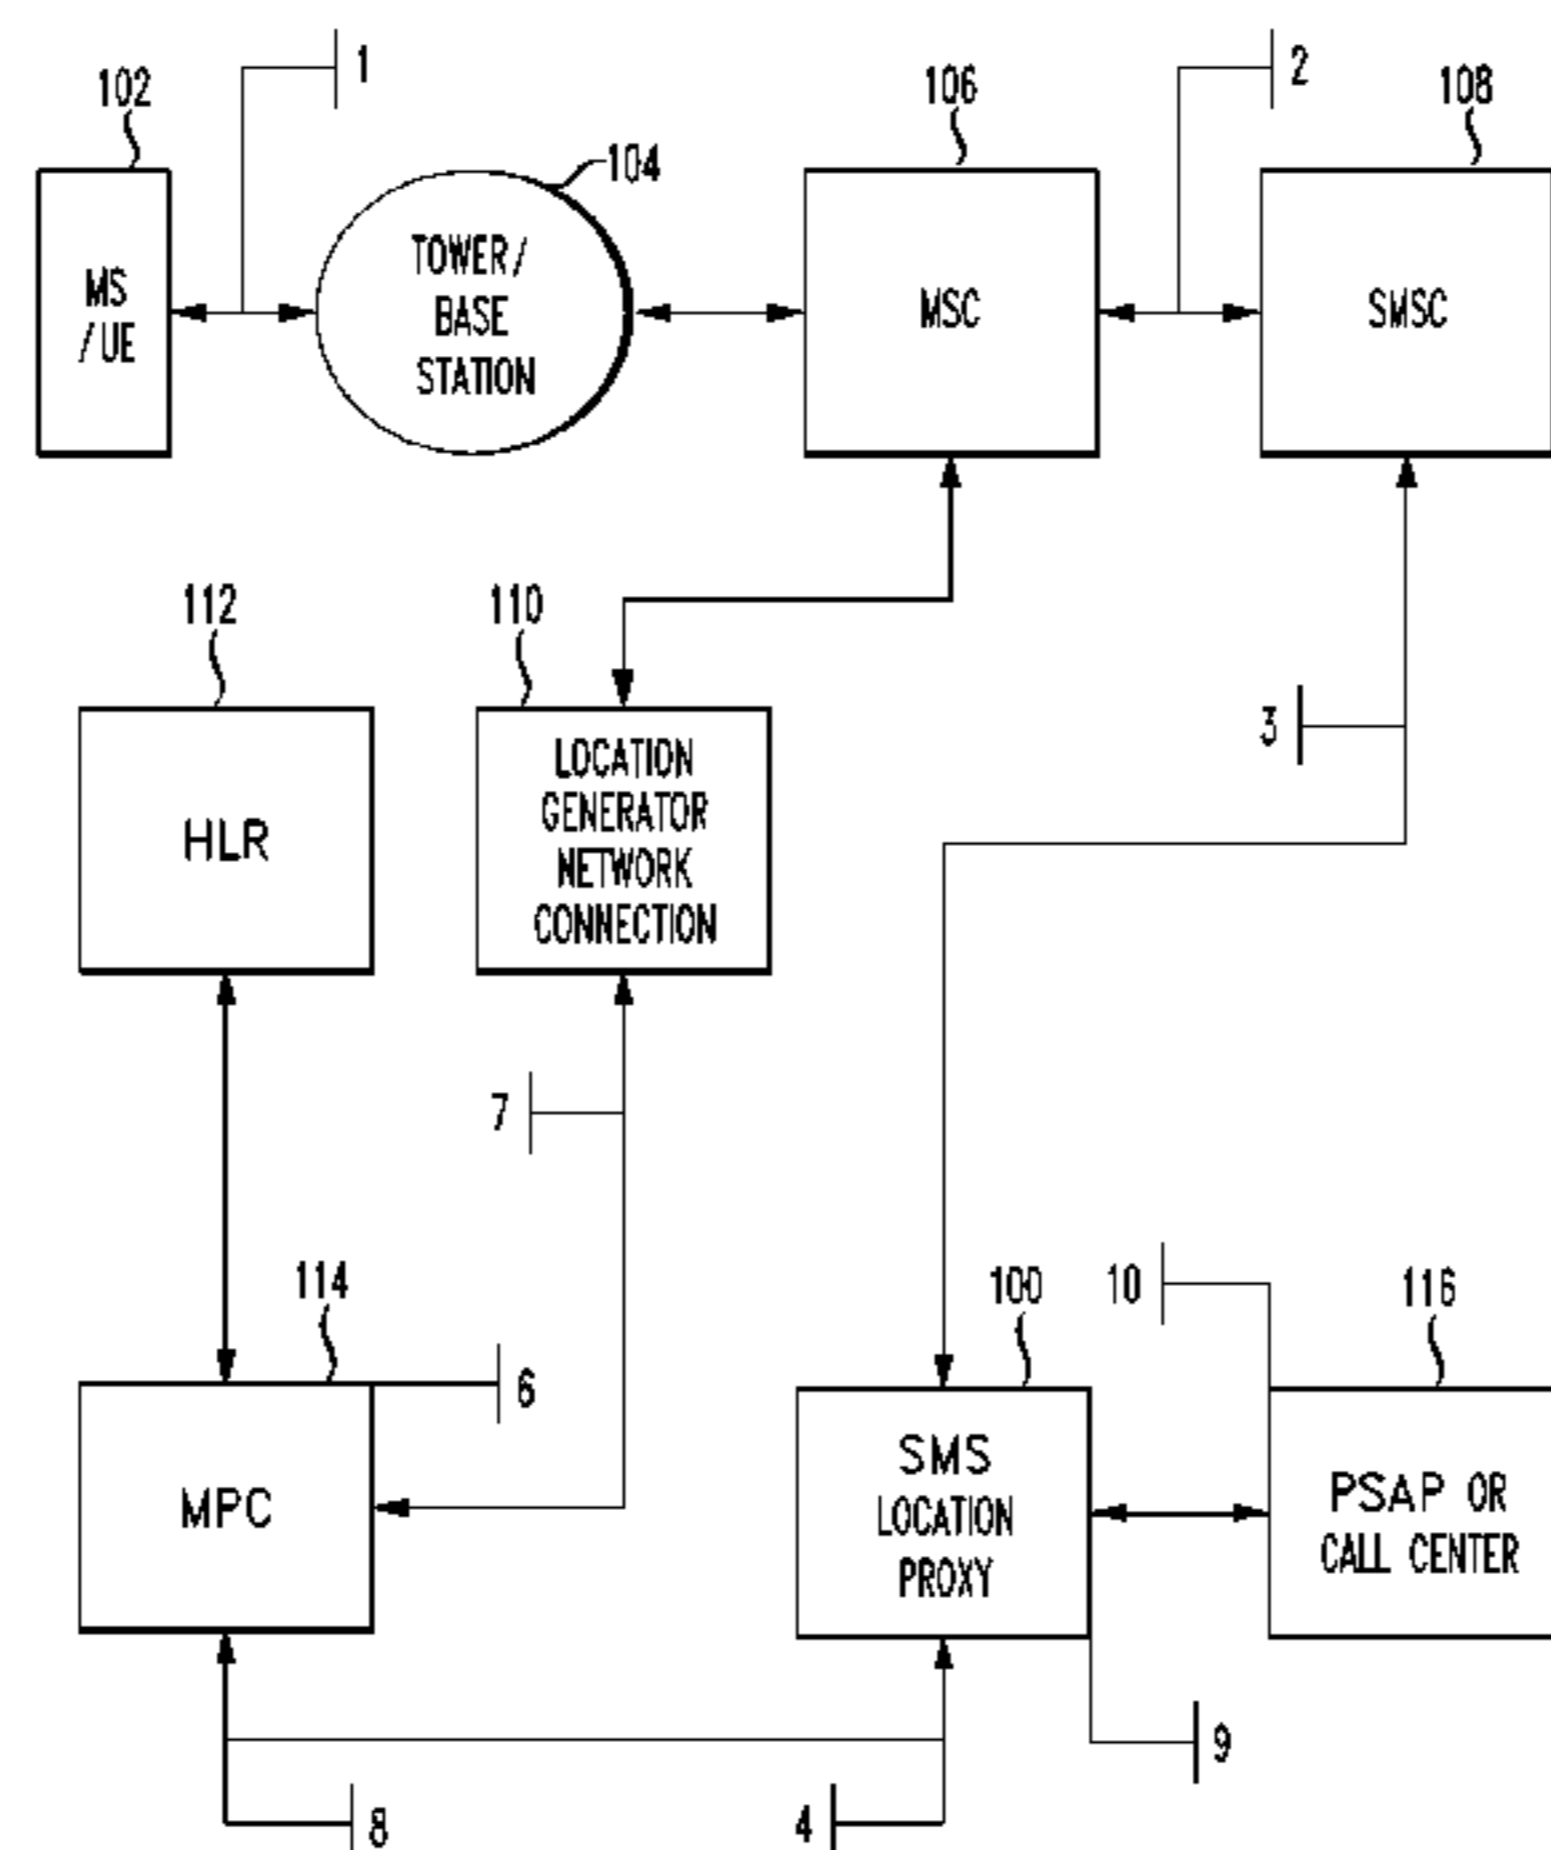 1
2
102
106
108
104
MS
/UE
TOWER/
BASE
STATION
MSC
SMSC
112
110
3
HLR
LOCATION
GENERATOR
NETWORK
CONNECTION
7
114
6
100
10
116
MPC
SMS
LOCATION
PROXY
PSAP OR
CALL CENTER
9
8
4